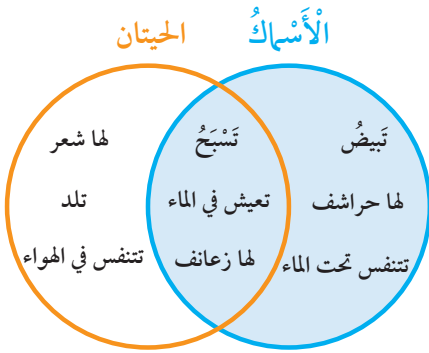 الْأَسْماكُ الحيتان
تَبيضُ تَسْبَحُ لها شعر
لها حراشف تعيش في الماء تلد
تتنفس تحت الماء لها زعانف تتنفس في الهواء